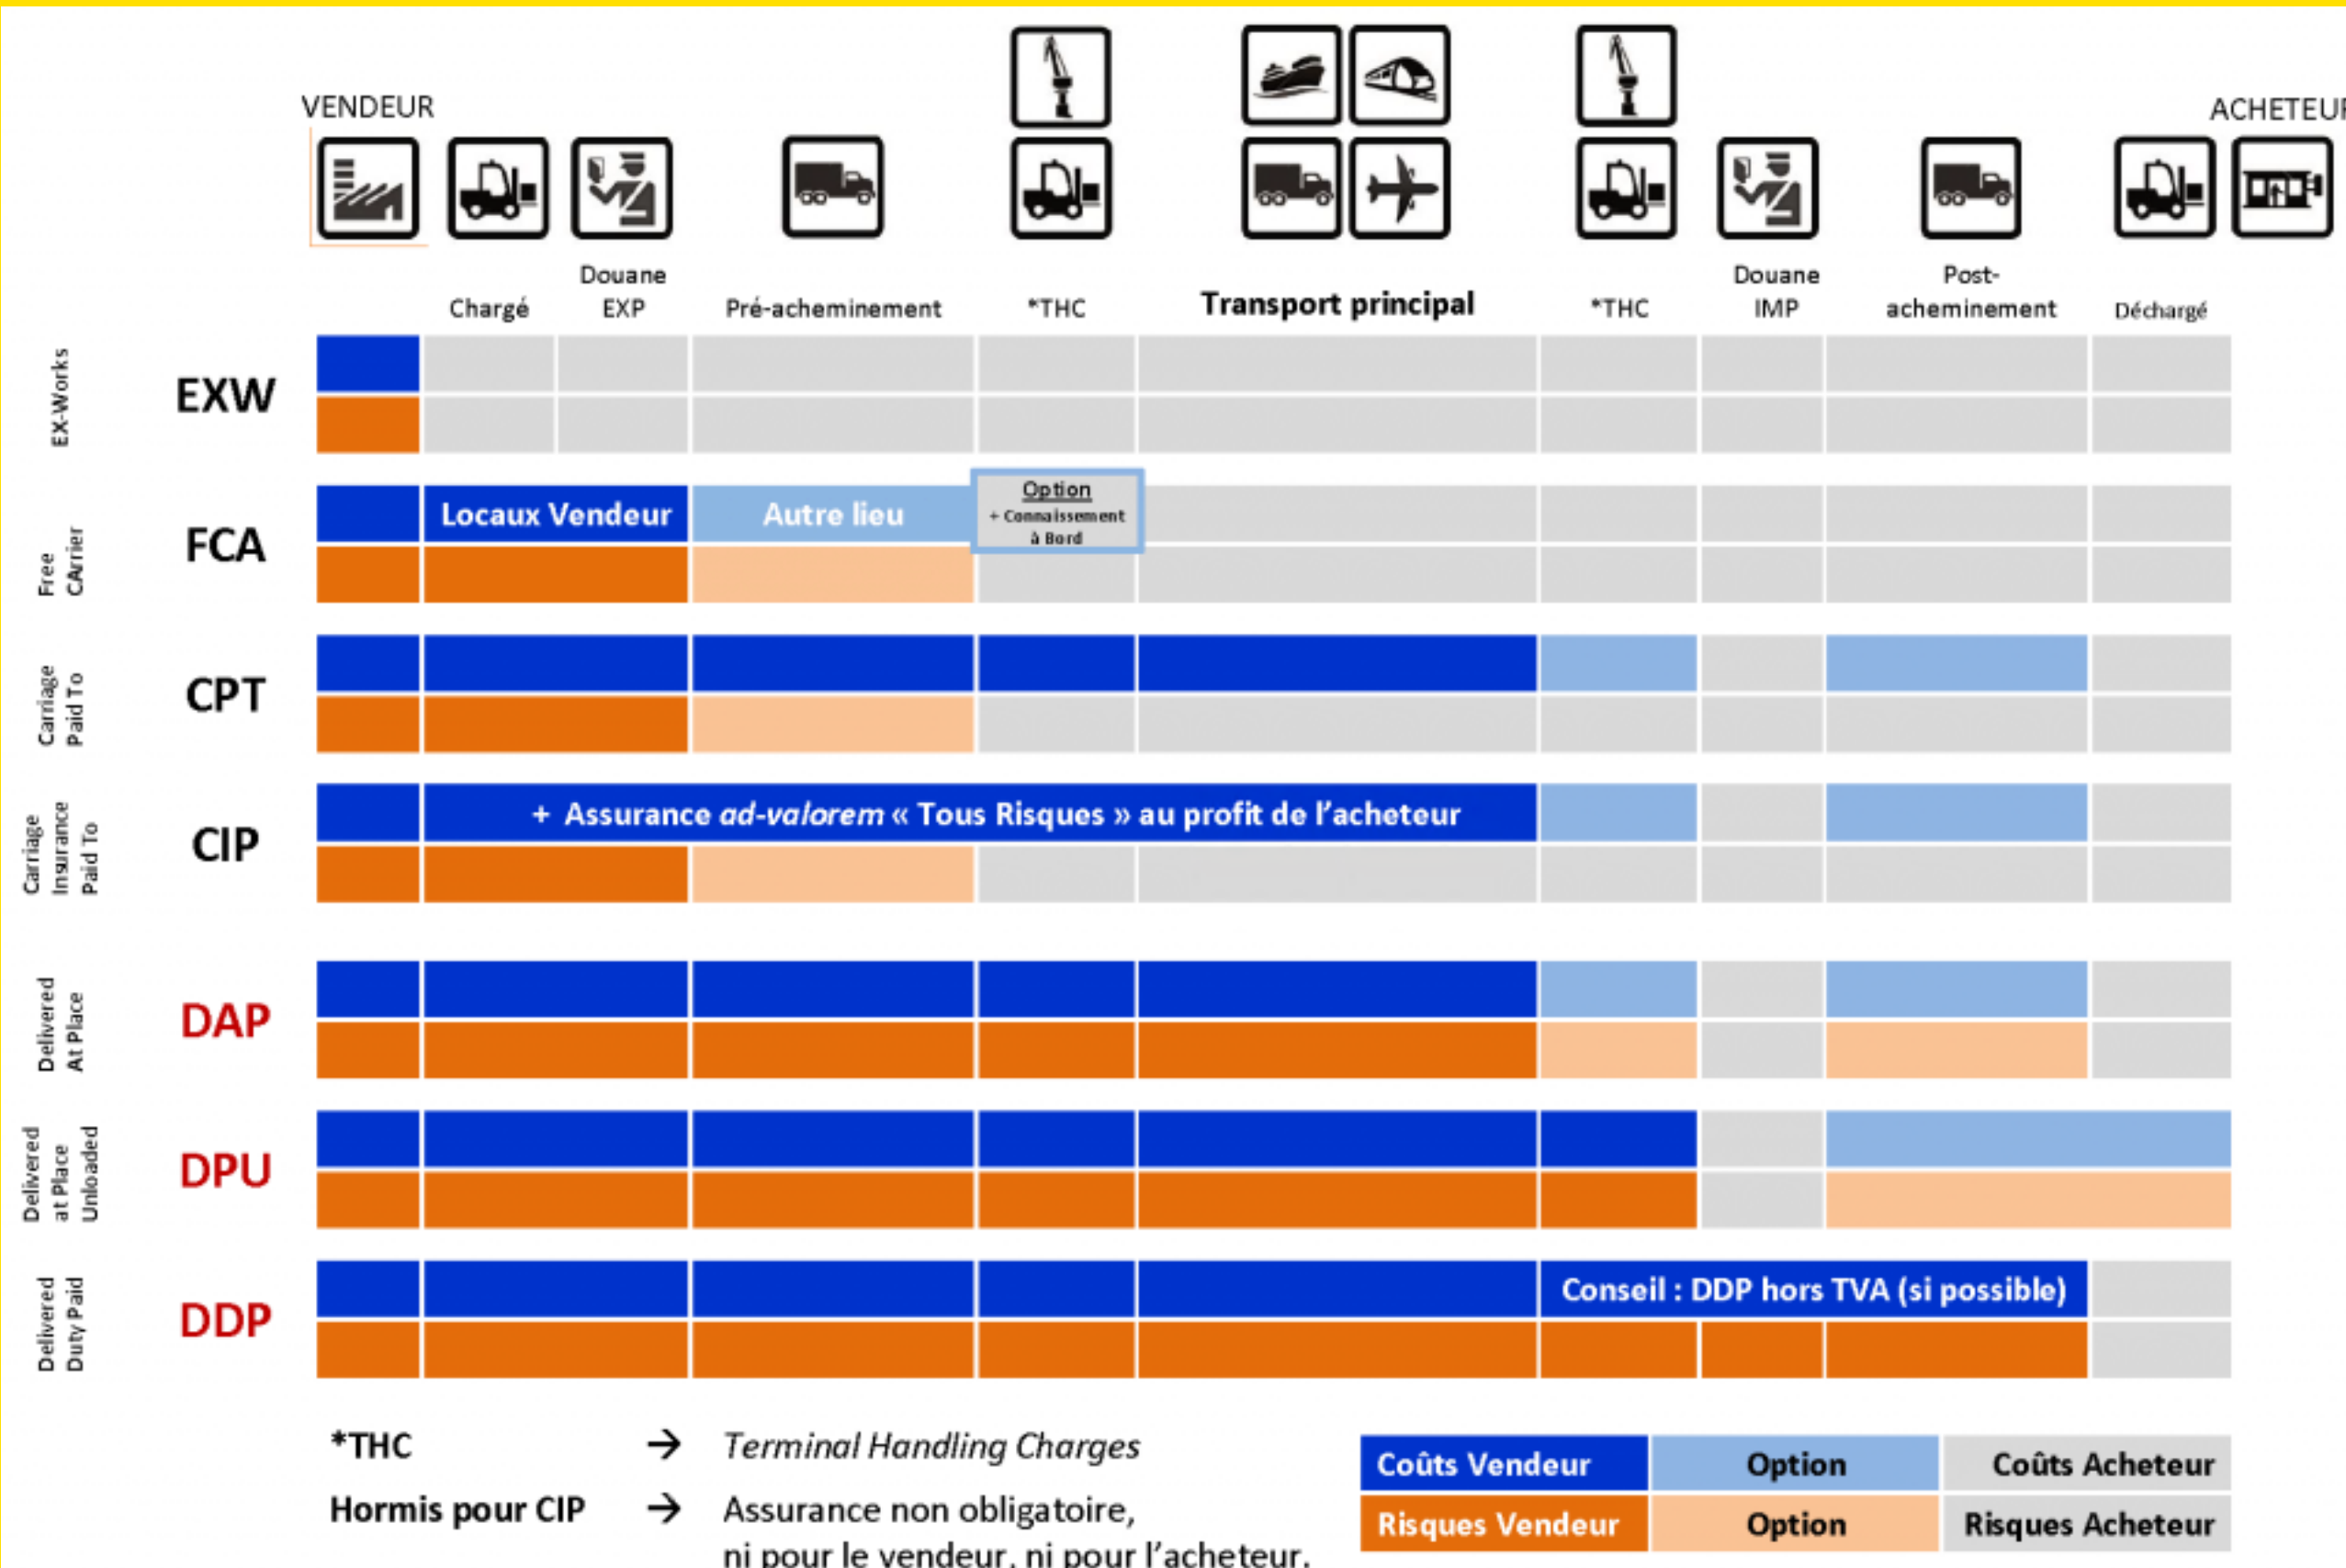 VENDEUR
ACHETEUR
Chargé
Douane
EXP
Pré-acheminement
*THC
Transport principal
*THC
Douane
IMP
Post-
acheminement
Déchargé
EX-Works
EXW
Free
CArrier
FCA
Locaux Vendeur
Autre lieu
Option
+ Connaissement
à Bord
Carriage
Paid To
CPT
Carriage
Insurance
Paid To
CIP
+ Assurance ad-valorem « Tous Risques » au profit de l’acheteur
Delivered
At Place
DAP
Delivered
at Place
Unloaded
DPU
Delivered
Duty Paid
DDP
Conseil : DDP hors TVA (si possible)
*THC → Terminal Handling Charges
Hormis pour CIP → Assurance non obligatoire,
ni pour le vendeur, ni pour l’acheteur.
Coûts Vendeur
Option
Coûts Acheteur
Risques Vendeur
Option
Risques Acheteur